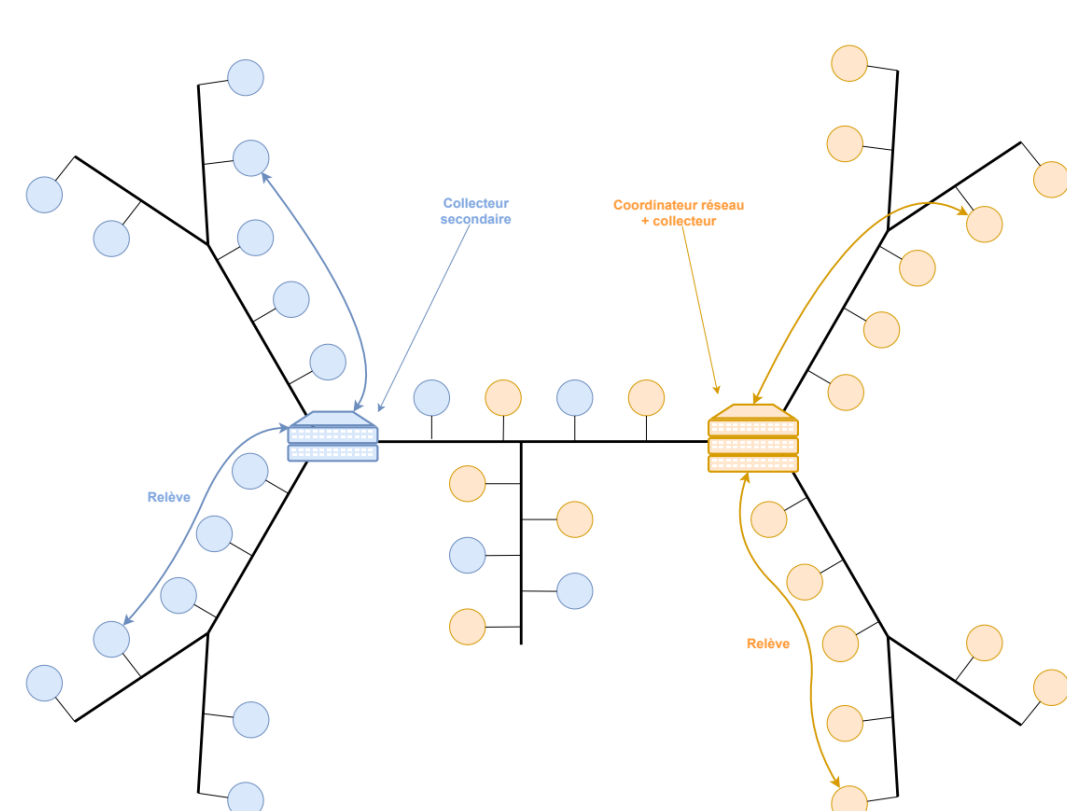 Collecteur
secondaire
Coordinateur réseau
+ collecteur
Relève
Relève